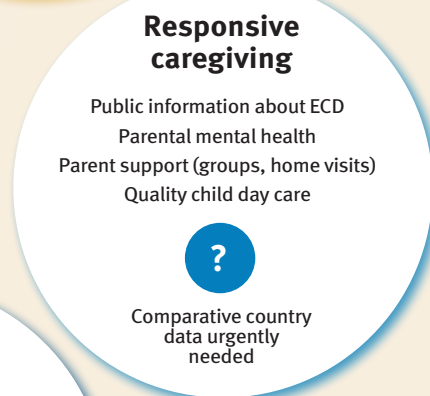 Responsive
caregiving
Public information about ECD
Parental mental health
Parent support (groups, home visits)
Quality child day care
?
Comparative country
data urgently
needed